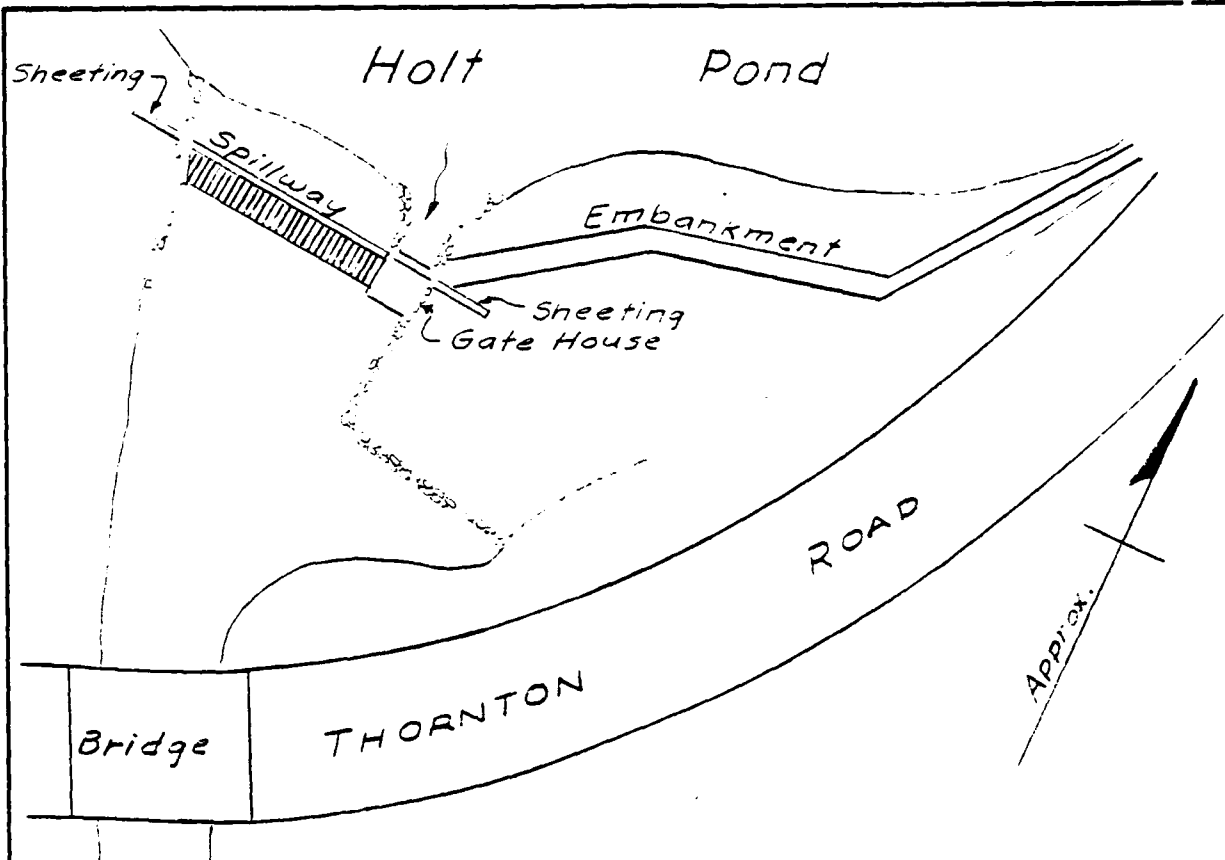 Holt Pond
Sheeting
Spillway
Embankment
Sheeting
Gate House
THORNTON ROAD
Approx.
Bridge